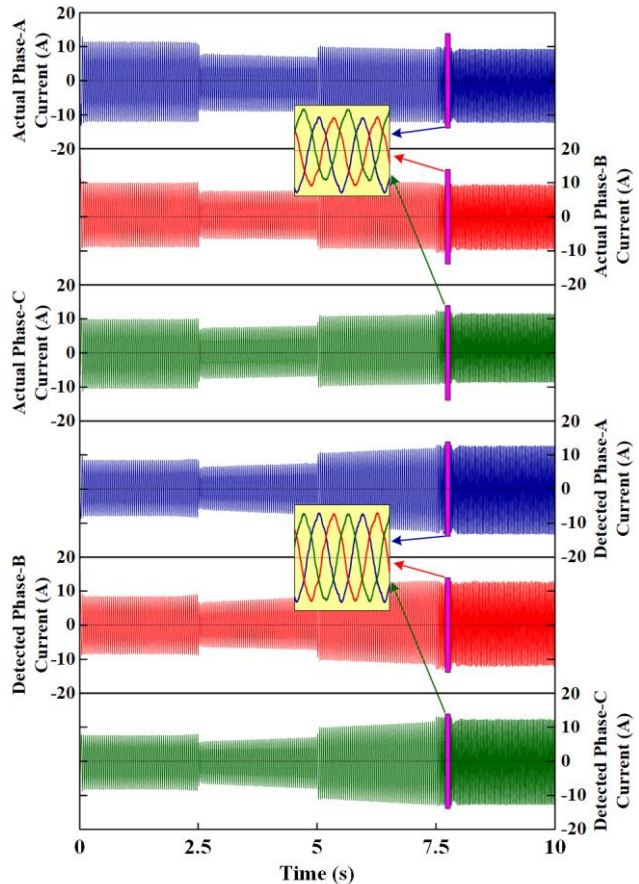 20
10
0
-10
Actual Phase-A
Current (A)
20
10
0
-10
-20
Actual Phase-B
Current (A)
20
10
0
-10
-20
Actual Phase-C
Current (A)
20
10
0
-10
-20
Detected Phase-A
Current (A)
20
10
0
-10
-20
Detected Phase-B
Current (A)
20
10
0
-10
-20
Detected Phase-C
Current (A)
0
2.5
5
7.5
10
Time (s)